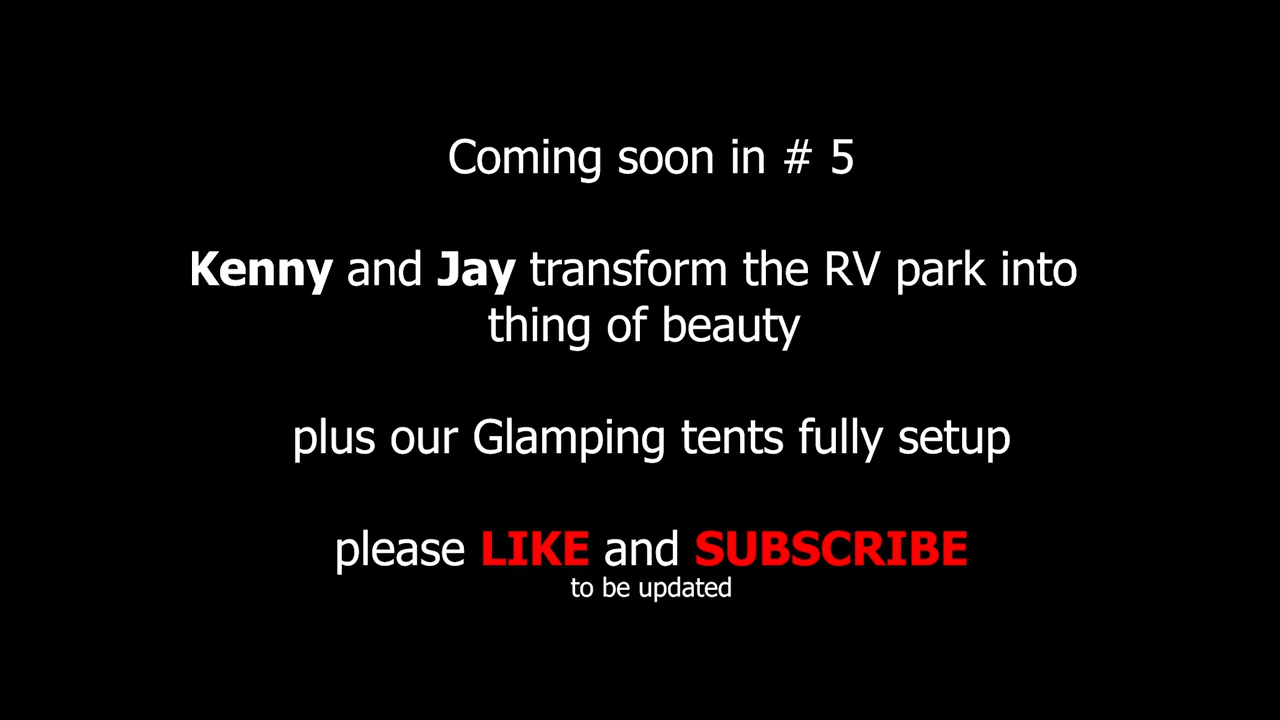 Coming soon in # 5
Kenny and Jay transform the RV park into
thing of beauty
plus our Glamping tents fully setup
please LIKE and SUBSCRIBE
to be updated